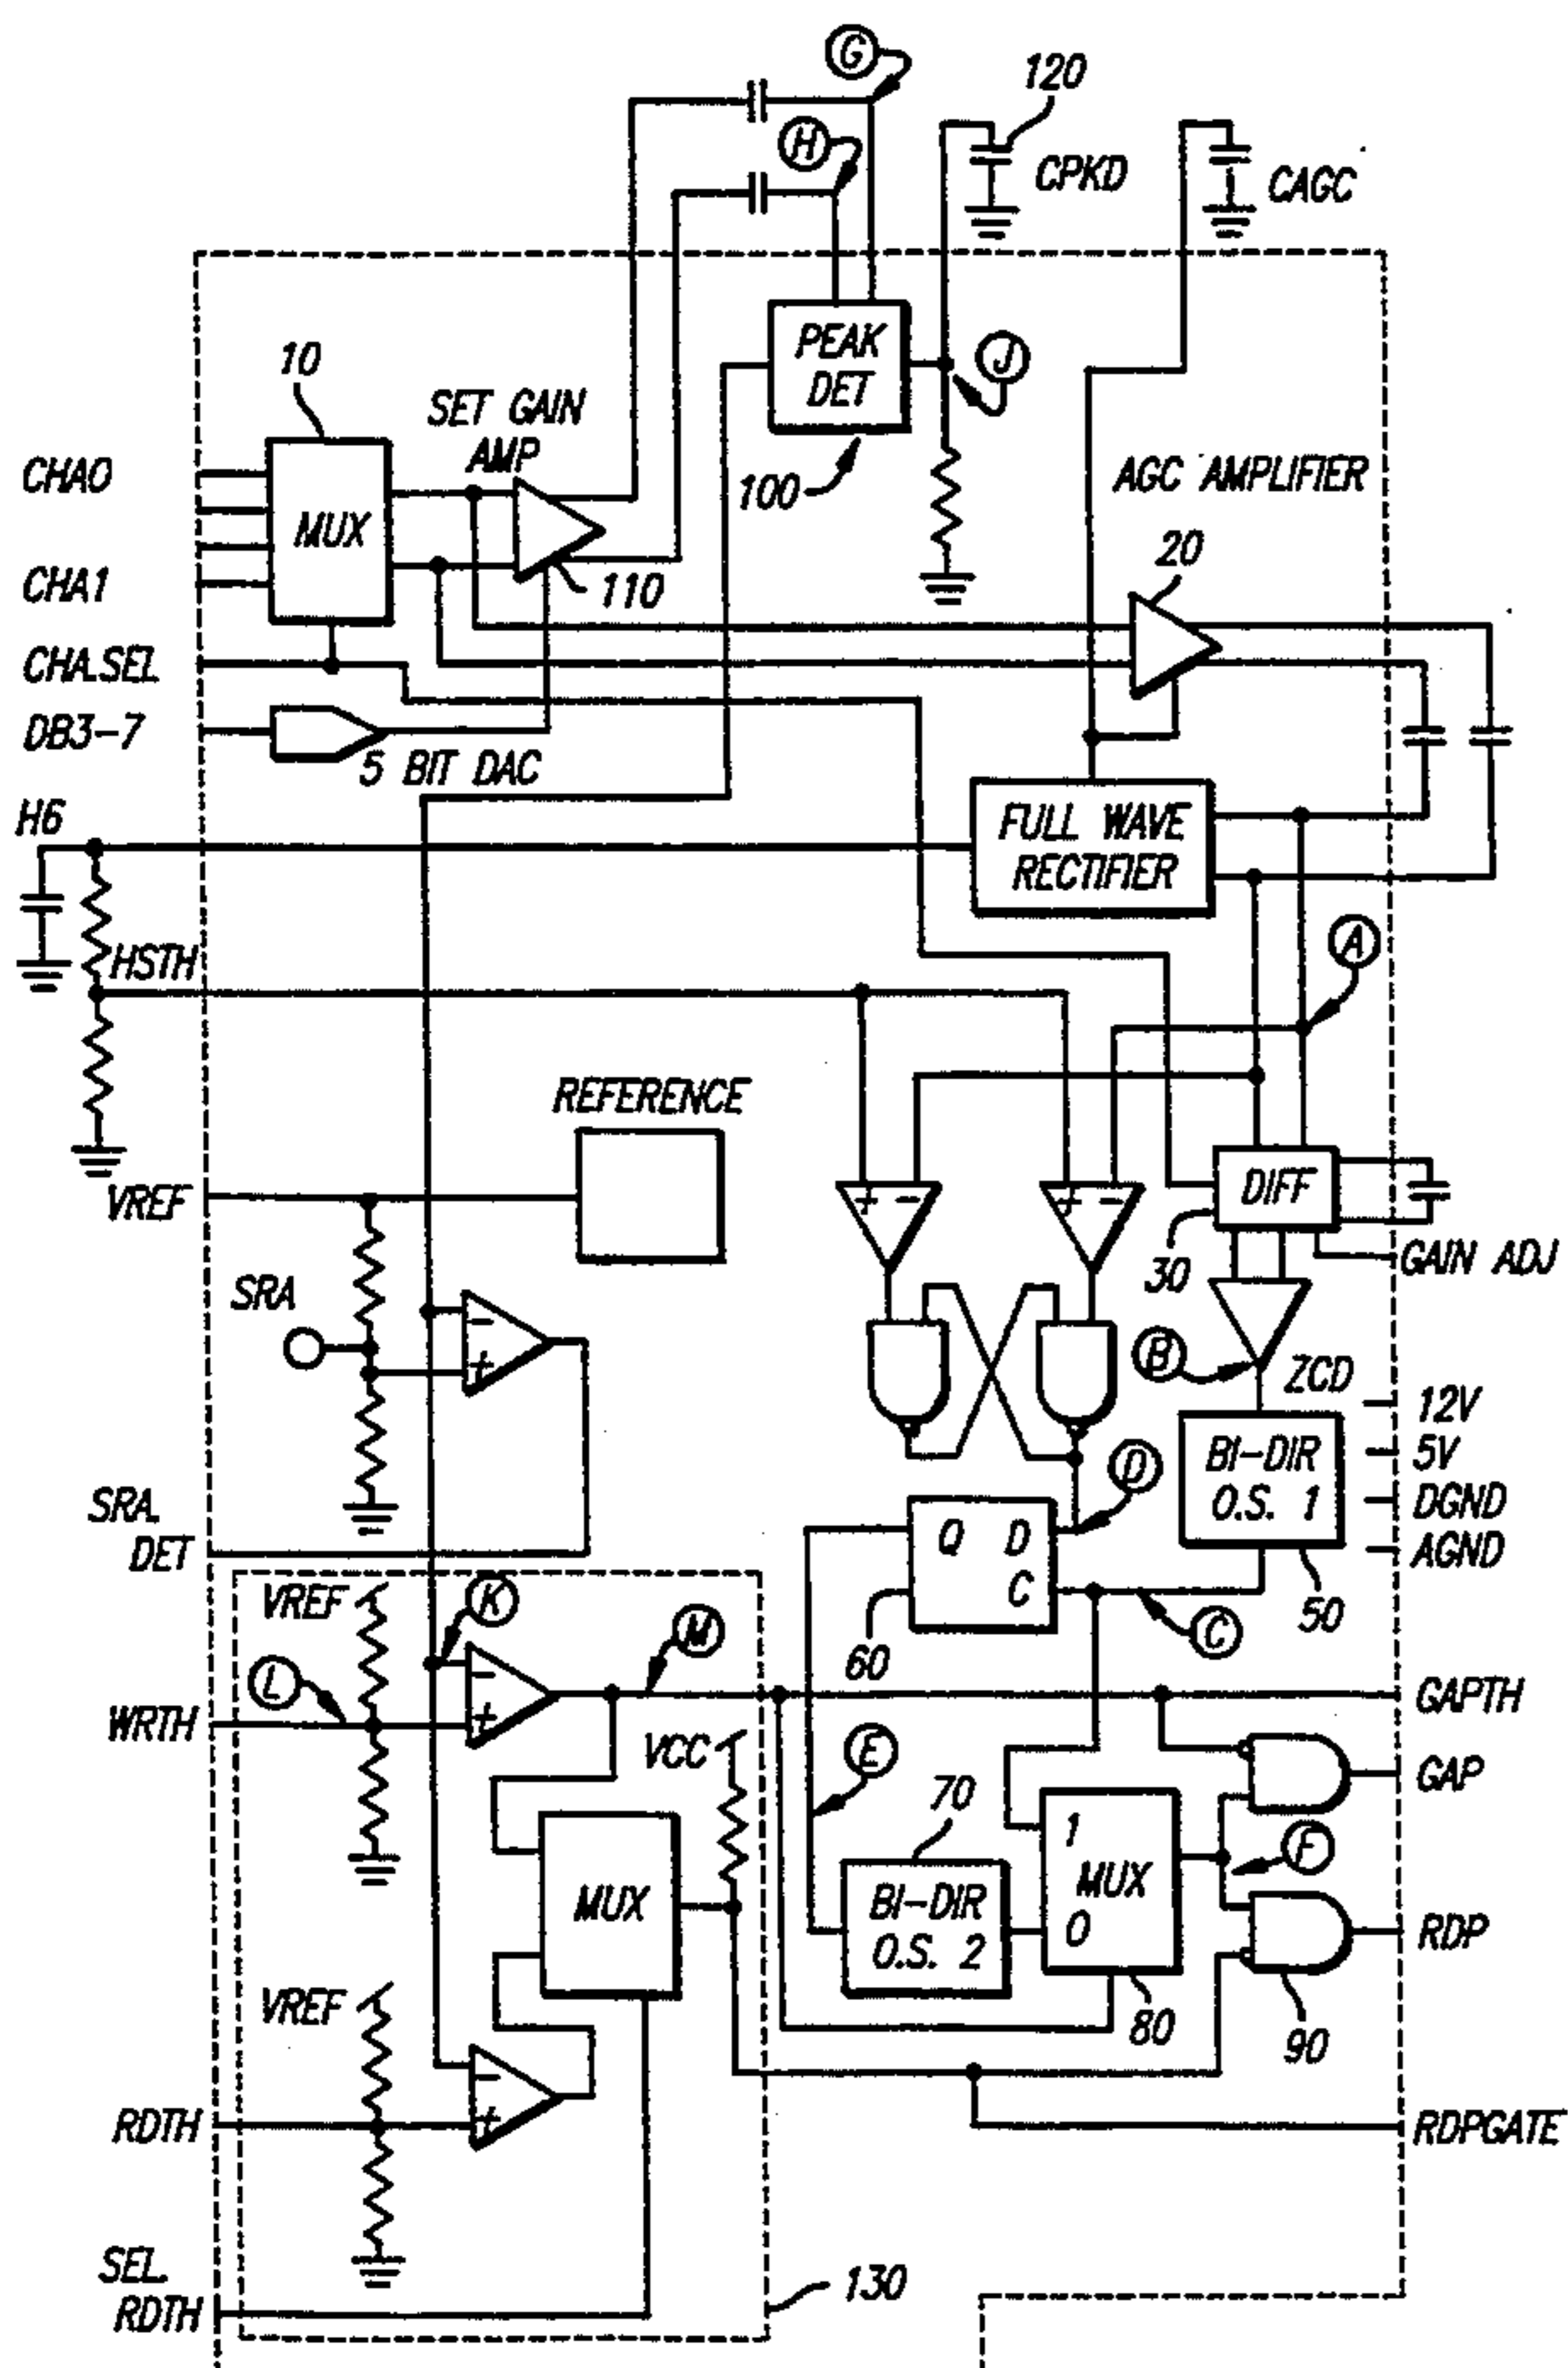 G
120
H
CPKD
CAGC
10
PEAK
DET
J
SET GAIN
AMP
CHA0
MUX
100
AGC AMPLIFIER
CHA1
110
20
CHA.SEL
DB3-7
5 BIT DAC
H6
FULL WAVE
RECTIFIER
HSTH
A
REFERENCE
VREF
+ -
+ -
DIFF
30
GAIN ADJ
SRA
-
+
B
ZCD
12V
5V
DGND
AGND
BI-DIR
O.S. 1
D
SRA.
DET
Q D
C
50
VREF
K
M
C
60
L
-
+
GAPTH
WRTH
VCC
E
GAP
70
1
MUX
0
F
MUX
BI-DIR
O.S. 2
RDP
VREF
80
90
-
+
RDTH
RDPGATE
SEL.
RDTH
130